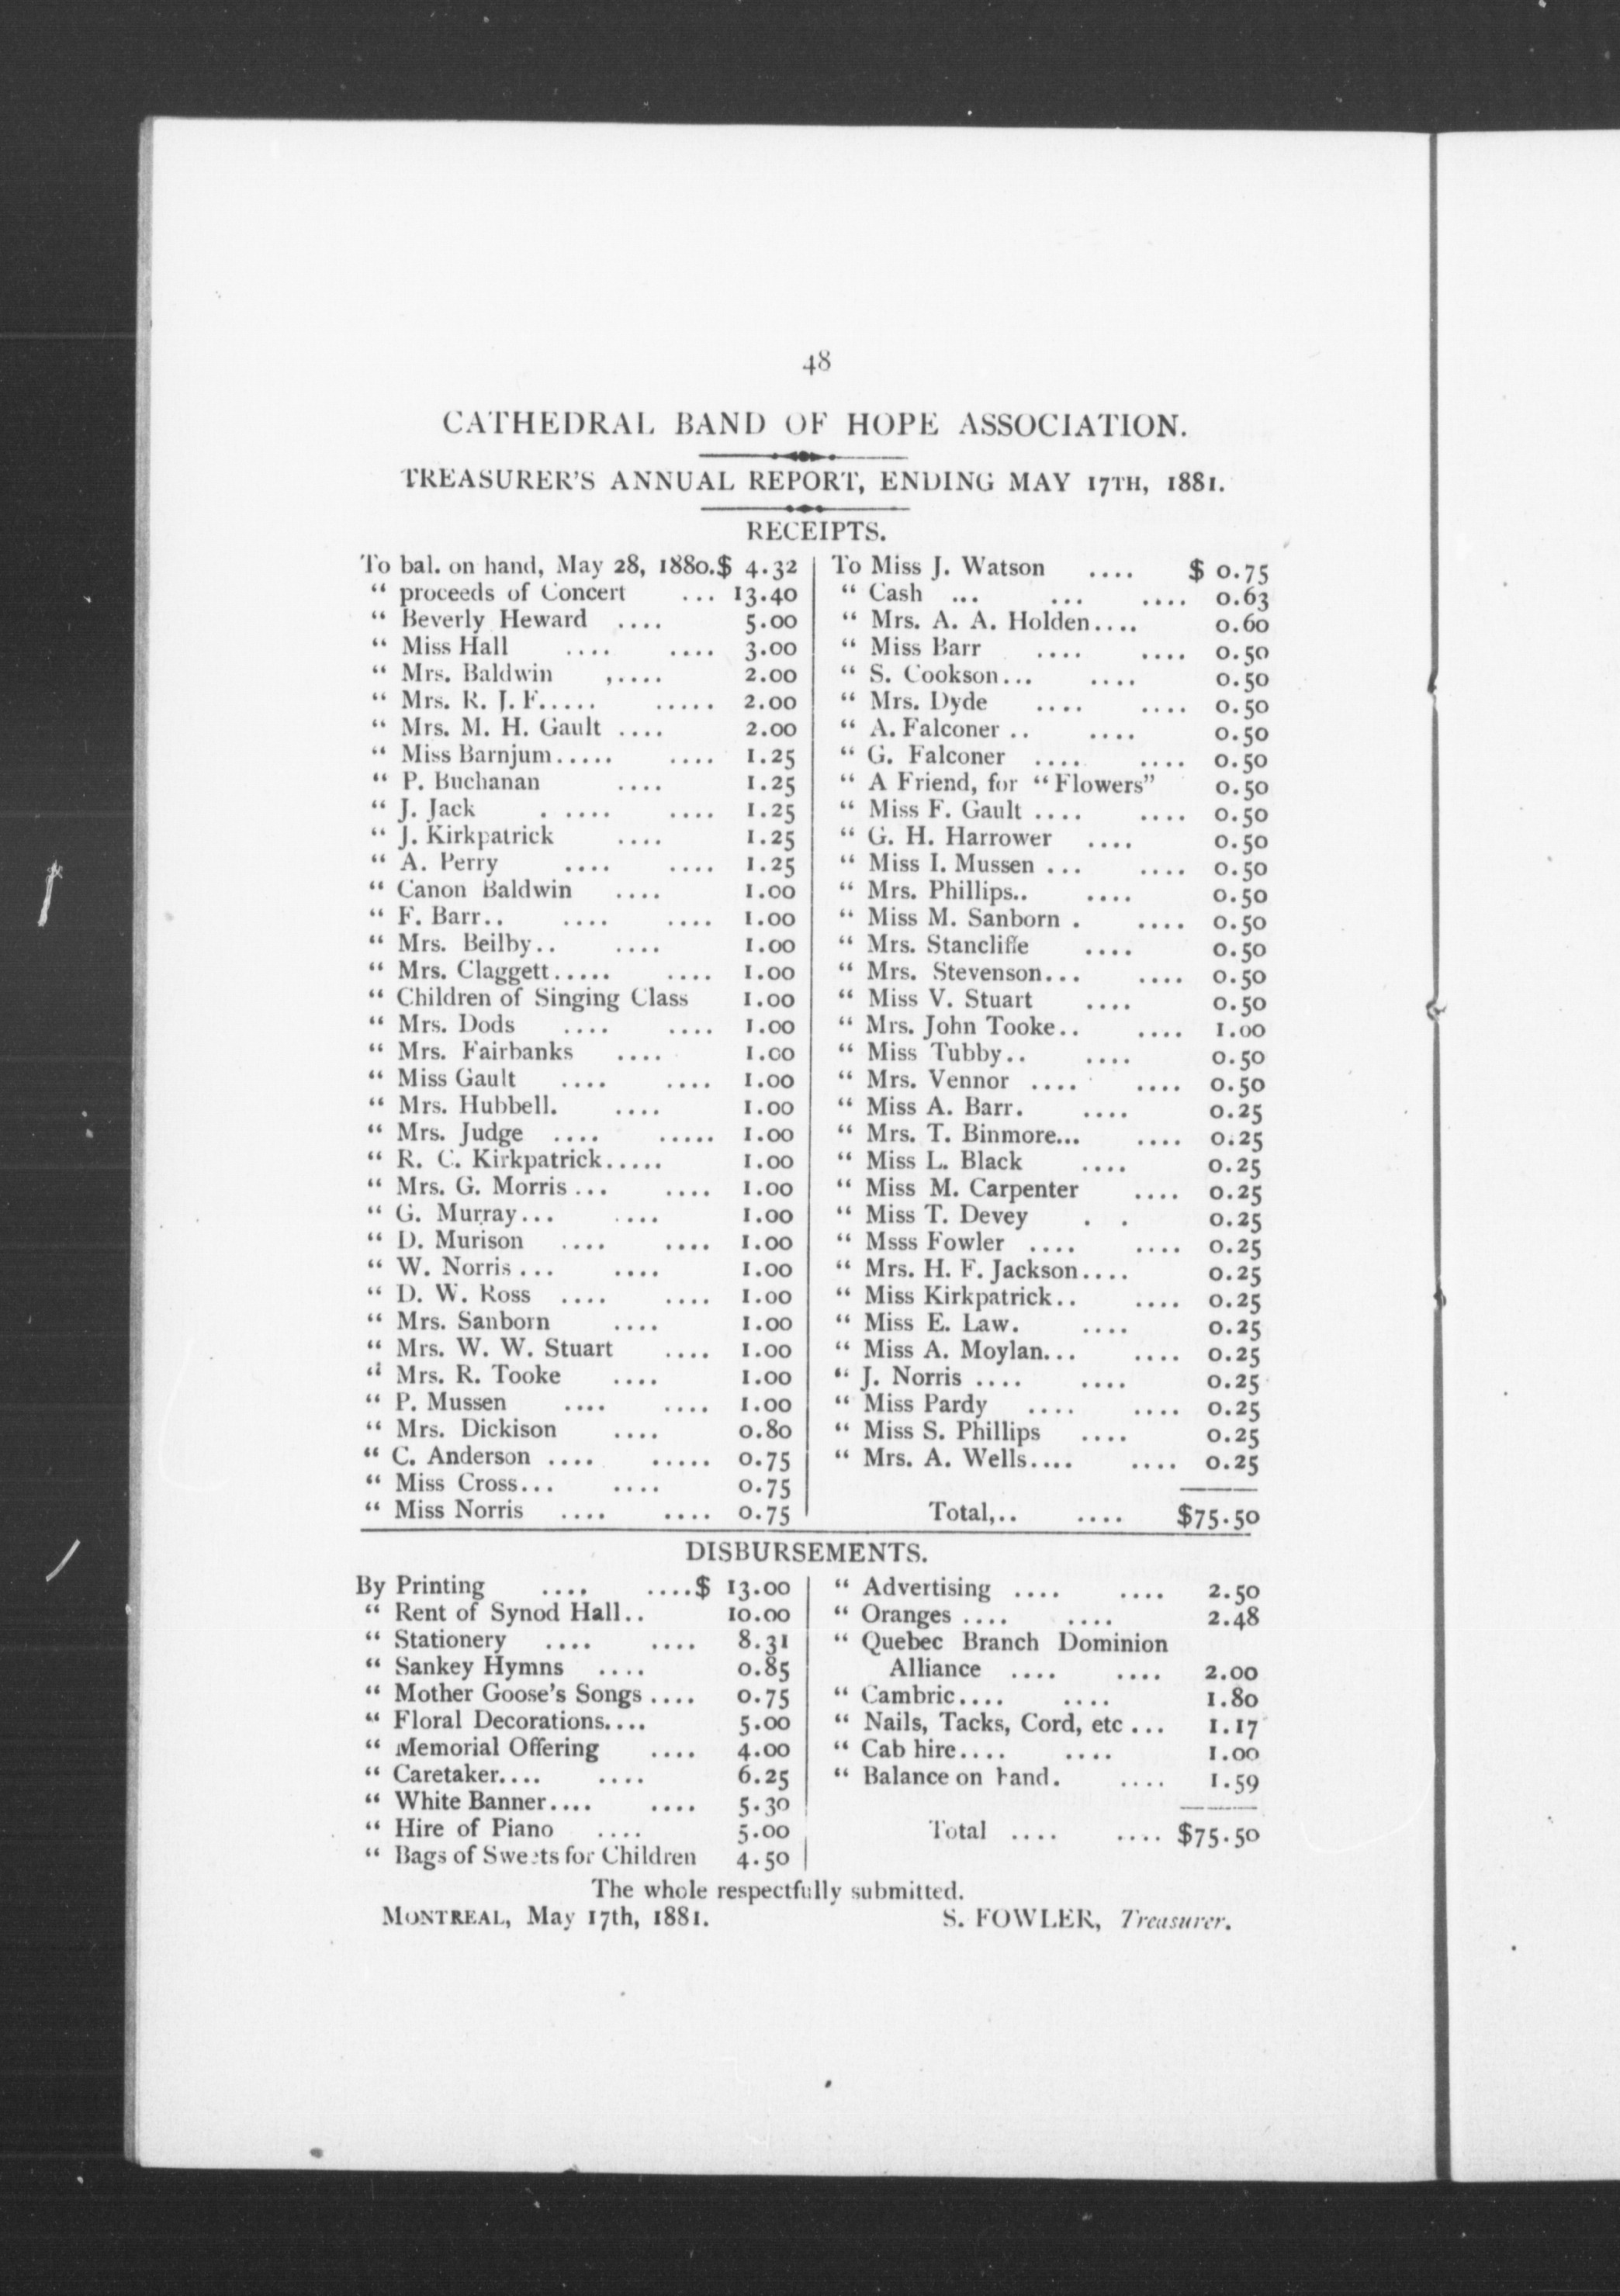 48
CATHEDRAL BAND OF HOPE ASSOCIATION.
TREASURER'S ANNUAL REPORT, ENDING MAY 17TH, 1881.
RECEIPTS.
To bal. on hand, May 28, 1880.$ 4.32
“ proceeds of Concert ... 13.40
“ Beverly Heward .... 5.00
“ Miss Hall .... .... 3.00
“ Mrs. Baldwin ,.... 2.00
“ Mrs. R. J. F..... ..... 2.00
“ Mrs. M. H. Gault .... 2.00
“ Miss Barnjum..... .... 1.25
“ P. Buchanan .... 1.25
“ J. Jack . .... .... 1.25
“ J. Kirkpatrick .... 1.25
“ A. Perry .... .... 1.25
“ Canon Baldwin .... 1.00
“ F. Barr.. .... .... 1.00
“ Mrs. Beilby.. .... 1.00
“ Mrs. Claggett..... .... 1.00
“ Children of Singing Class 1.00
“ Mrs. Dods .... .... 1.00
“ Mrs. Fairbanks .... 1.00
“ Miss Gault .... .... 1.00
“ Mrs. Hubbell. .... 1.00
“ Mrs. Judge .... ..... 1.00
“ R. C. Kirkpatrick..... 1.00
“ Mrs. G. Morris ... .... 1.00
“ G. Murray... .... 1.00
“ D. Murison .... .... 1.00
“ W. Norris ... .... 1.00
“ D. W. Ross .... .... 1.00
“ Mrs. Sanborn .... 1.00
“ Mrs. W. W. Stuart .... 1.00
“ Mrs. R. Tooke .... 1.00
“ P. Mussen .... .... 1.00
“ Mrs. Dickison .... 0.80
“ C. Anderson .... ..... 0.75
“ Miss Cross... .... 0.75
“ Miss Norris .... .... 0.75
To Miss J. Watson .... $ 0.75
“ Cash ... ... .... 0.63
“ Mrs. A. A. Holden.... 0.60
“ Miss Barr .... .... 0.50
“ S. Cookson... .... 0.50
“ Mrs. Dyde .... .... 0.50
“ A. Falconer .. .... 0.50
“ G. Falconer .... .... 0.50
“ A Friend, for “Flowers” 0.50
“ Miss F. Gault .... .... 0.50
“ G. H. Harrower .... 0.50
“ Miss I. Mussen ... .... 0.50
“ Mrs. Phillips.. .... 0.50
“ Miss M. Sanborn . .... 0.50
“ Mrs. Stancliffe .... 0.50
“ Mrs. Stevenson... .... 0.50
“ Miss V. Stuart .... 0.50
“ Mrs. John Tooke.. .... 1.00
“ Miss Tubby.. .... 0.50
“ Mrs. Vennor .... .... 0.50
“ Miss A. Barr. .... 0.25
“ Mrs. T. Binmore... .... 0.25
“ Miss L. Black .... 0.25
“ Miss M. Carpenter .... 0.25
“ Miss T. Devey . . 0.25
“ Msss Fowler .... .... 0.25
“ Mrs. H. F. Jackson.... 0.25
“ Miss Kirkpatrick.. .... 0.25
“ Miss E. Law. .... 0.25
“ Miss A. Moylan... .... 0.25
“ J. Norris .... .... 0.25
“ Miss Pardy .... .... 0.25
“ Miss S. Phillips .... 0.25
“ Mrs. A. Wells.... .... 0.25
Total,.. .... $75.50
DISBURSEMENTS.
By Printing .... ....$ 13.00
“ Rent of Synod Hall.. 10.00
“ Stationery .... .... 8.31
“ Sankey Hymns .... 0.85
“ Mother Goose's Songs .... 0.75
“ Floral Decorations.... 5.00
“ Memorial Offering .... 4.00
“ Caretaker.... .... 6.25
“ White Banner.... .... 5.30
“ Hire of Piano .... 5.00
“ Bags of Sweets for Children 4.50
“ Advertising .... .... 2.50
“ Oranges .... .... 2.48
“ Quebec Branch Dominion
Alliance .... .... 2.00
“ Cambric.... .... 1.80
“ Nails, Tacks, Cord, etc ... 1.17
“ Cab hire.... .... 1.00
“ Balance on hand. .... 1.59
Total .... .... $75.50
The whole respectfully submitted.
MONTREAL, May 17th, 1881.
S. FOWLER, Treasurer.